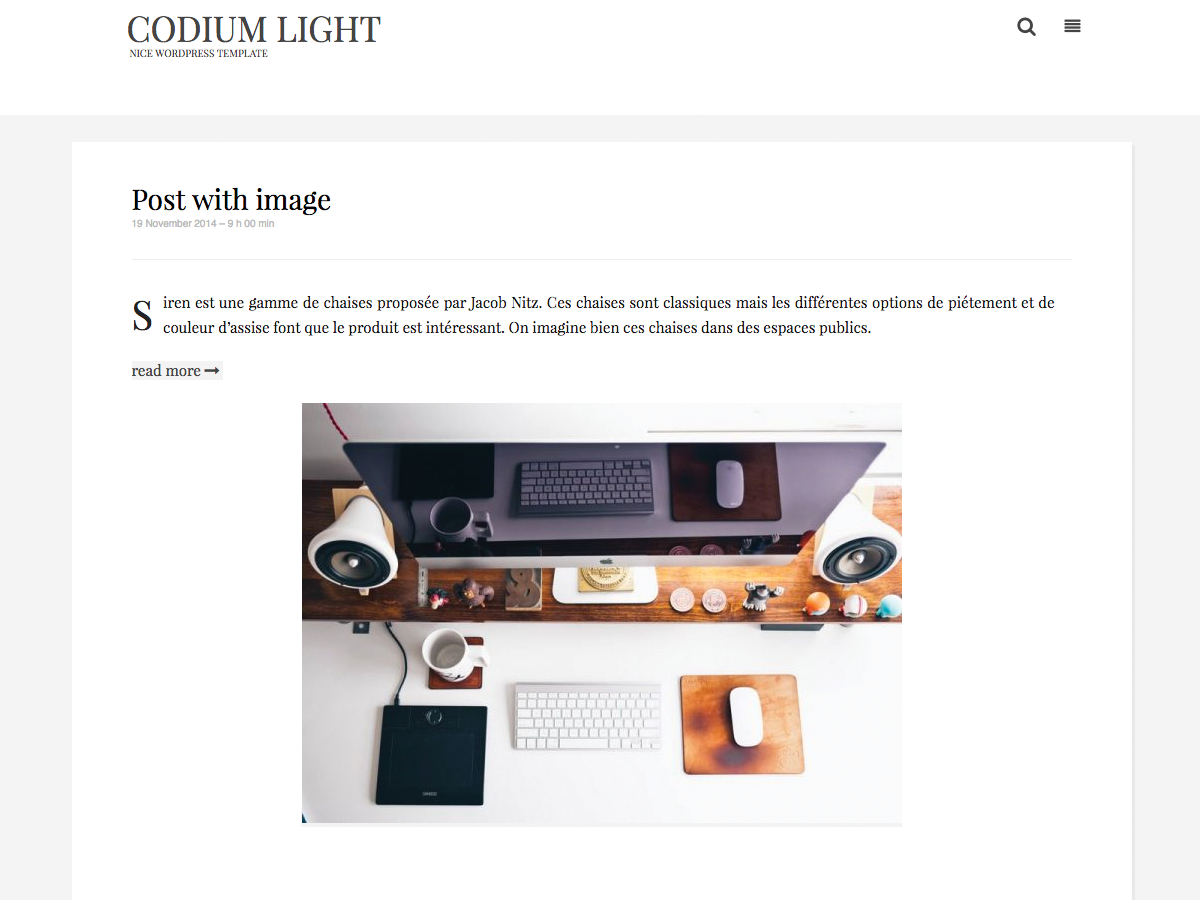 CODIUM LIGHT
NICE WORDPRESS TEMPLATE
Post with image
19 November 2014 – 9 h 00 min
Siren est une gamme de chaises proposée par Jacob Nitz. Ces chaises sont classiques mais les différentes options de piétement et de
couleur d’assise font que le produit est intéressant. On imagine bien ces chaises dans des espaces publics.
read more